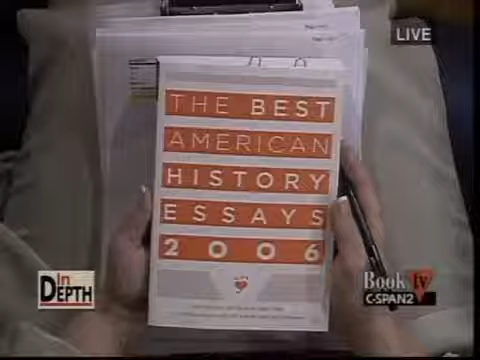 LIVE
THE BEST
AMERICAN
HISTORY
ESSAYS
2006
In
DEPTH
Book tv
C-SPAN2